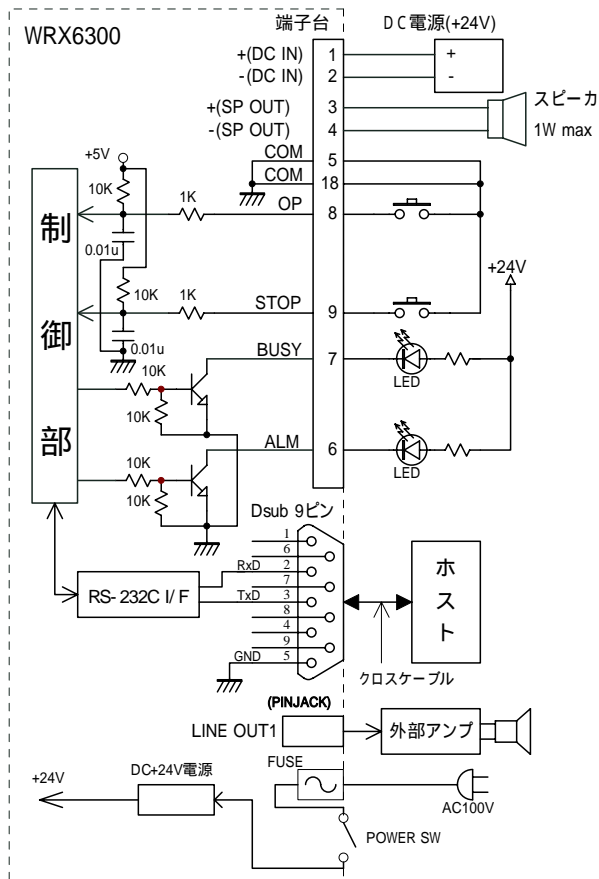 WRX6300
端子台
DC電源(+24V)
+(DC IN)
1
+
-(DC IN)
2
-
+(SP OUT)
3
スピーカ
-(SP OUT)
4
1W max
COM
5
COM
18
+5V
10K
1K
OP
8
制
0.01u
+24V
10K
1K
STOP
9
御
0.01u
BUSY
7
LED
10K
10K
部
ALM
6
LED
10K
10K
Dsub 9ピン
1
6
RxD
2
7
RS-232C I/F
TxD
3
8
4
9
GND
5
ホスト
クロスケーブル
(PINJACK)
LINE OUT1
外部アンプ
FUSE
+24V
DC+24V電源
AC100V
POWER SW